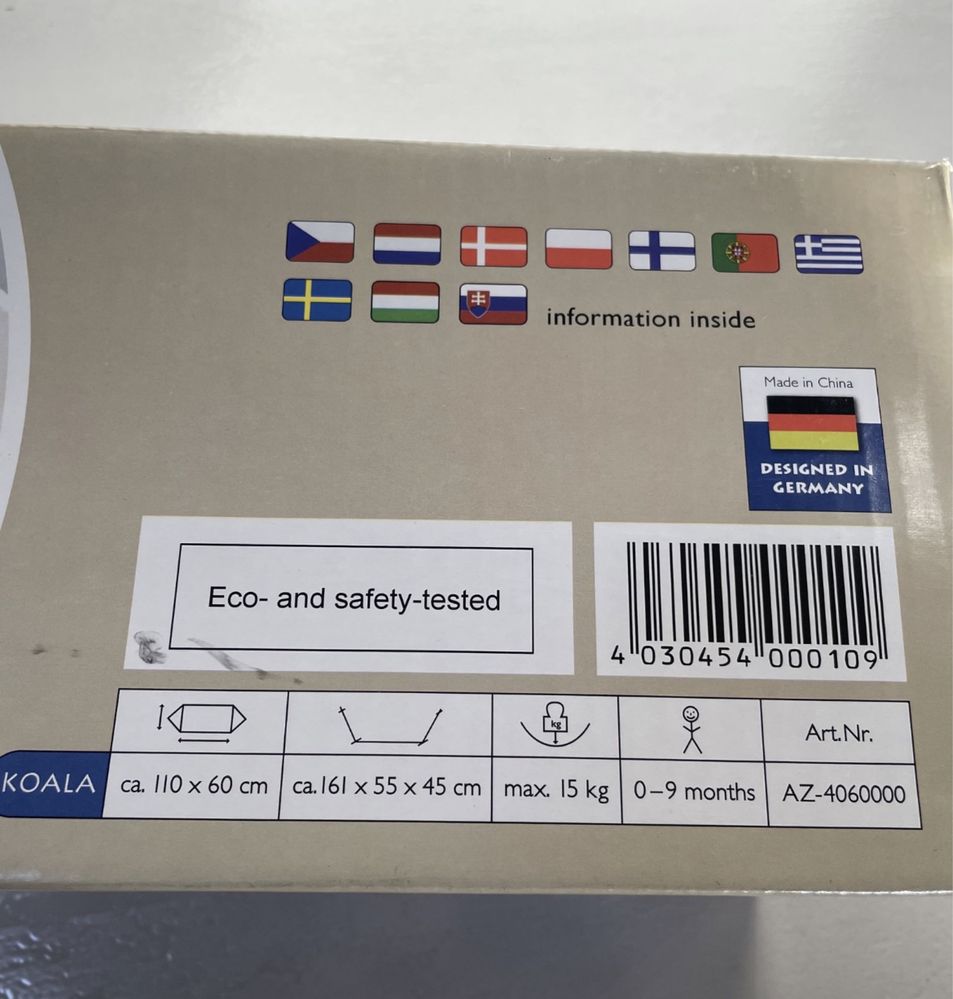 information inside
Made in China
DESIGNED IN
GERMANY
Eco- and safety-tested
4 030454 000109
kg
Art.Nr.
KOALA
ca. 110 x 60 cm
ca.161 x 55 x 45 cm
max. 15 kg
0–9 months
AZ-4060000